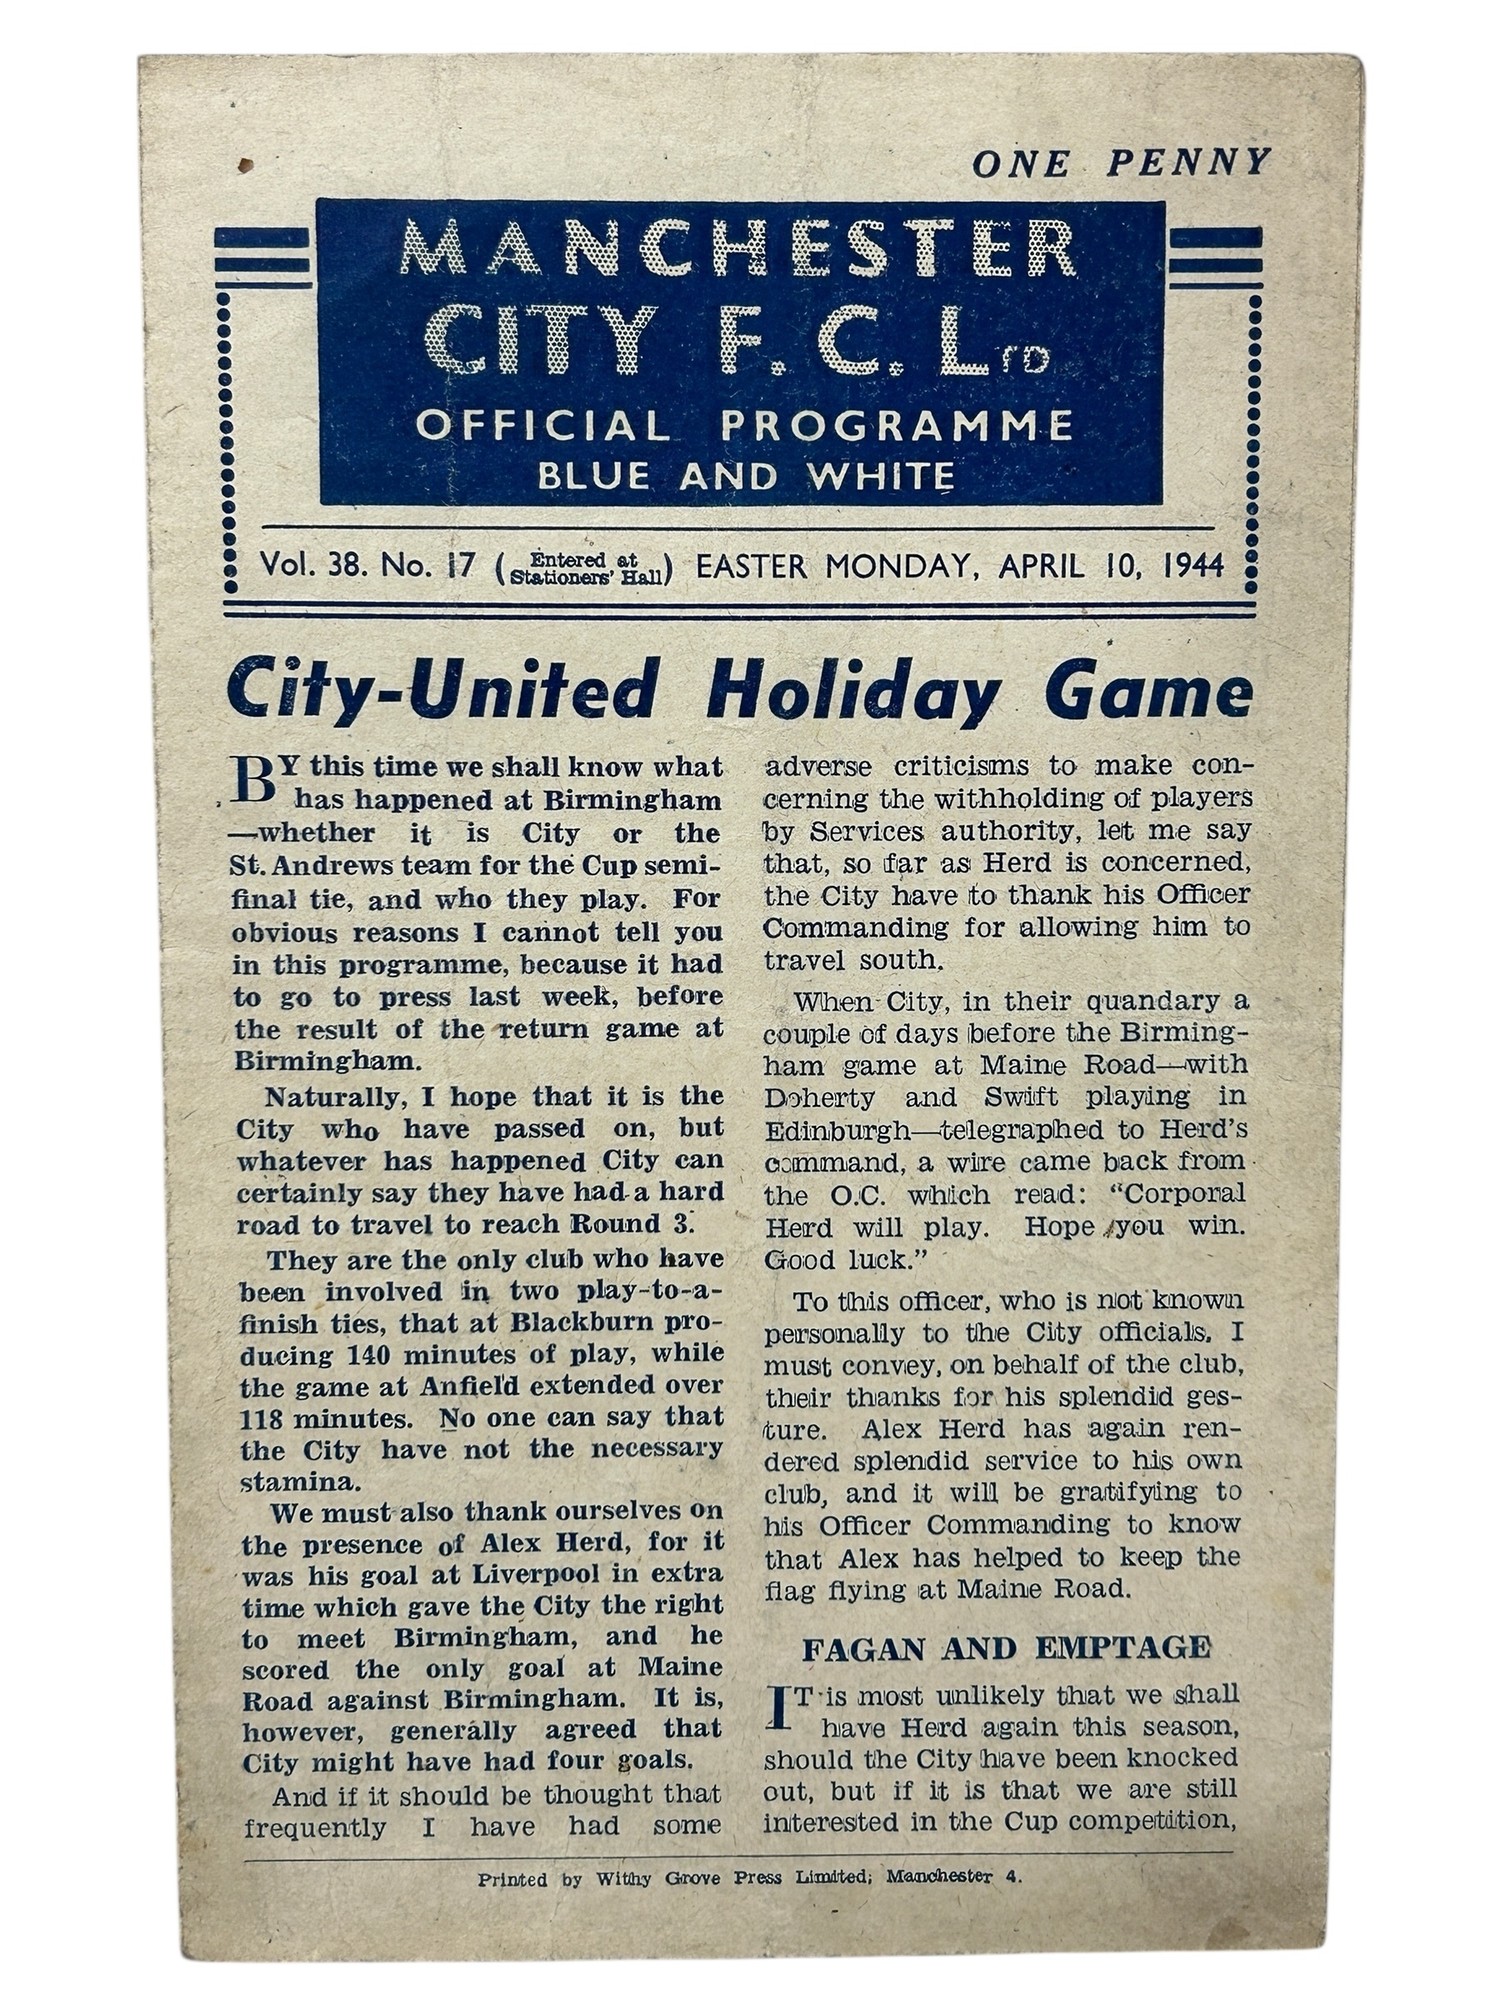 ONE PENNY
MANCHESTER
CITY F.C. LTD
OFFICIAL PROGRAMME
BLUE AND WHITE
Vol. 38. No. 17 (Entered at Stationers' Hall) EASTER MONDAY, APRIL 10, 1944
City-United Holiday Game
BY this time we shall know what
has happened at Birmingham
—whether it is City or the
St. Andrews team for the Cup semi-
final tie, and who they play. For
obvious reasons I cannot tell you
in this programme, because it had
to go to press last week, before
the result of the return game at
Birmingham.
Naturally, I hope that it is the
City who have passed on, but
whatever has happened City can
certainly say they have had a hard
road to travel to reach Round 3.
They are the only club who have
been involved in two play-to-a-
finish ties, that at Blackburn pro-
ducing 140 minutes of play, while
the game at Anfield extended over
118 minutes. No one can say that
the City have not the necessary
stamina.
We must also thank ourselves on
the presence of Alex Herd, for it
was his goal at Liverpool in extra
time which gave the City the right
to meet Birmingham, and he
scored the only goal at Maine
Road against Birmingham. It is,
however, generally agreed that
City might have had four goals.
And if it should be thought that
frequently I have had some
adverse criticisms to make con-
cerning the withholding of players
by Services authority, let me say
that, so far as Herd is concerned,
the City have to thank his Officer
Commanding for allowing him to
travel south.
When City, in their quandary a
couple of days before the Birming-
ham game at Maine Road—with
Doherty and Swift playing in
Edinburgh—telegraphed to Herd's
command, a wire came back from
the O.C. which read: "Corporal
Herd will play. Hope you win.
Good luck."
To this officer, who is not known
personally to the City officials, I
must convey, on behalf of the club,
their thanks for his splendid ges-
ture. Alex Herd has again ren-
dered splendid service to his own
club, and it will be gratifying to
his Officer Commanding to know
that Alex has helped to keep the
flag flying at Maine Road.
FAGAN AND EMPTAGE
IT is most unlikely that we shall
have Herd again this season,
should the City have been knocked
out, but if it is that we are still
interested in the Cup competition,
Printed by Withy Grove Press Limited; Manchester 4.